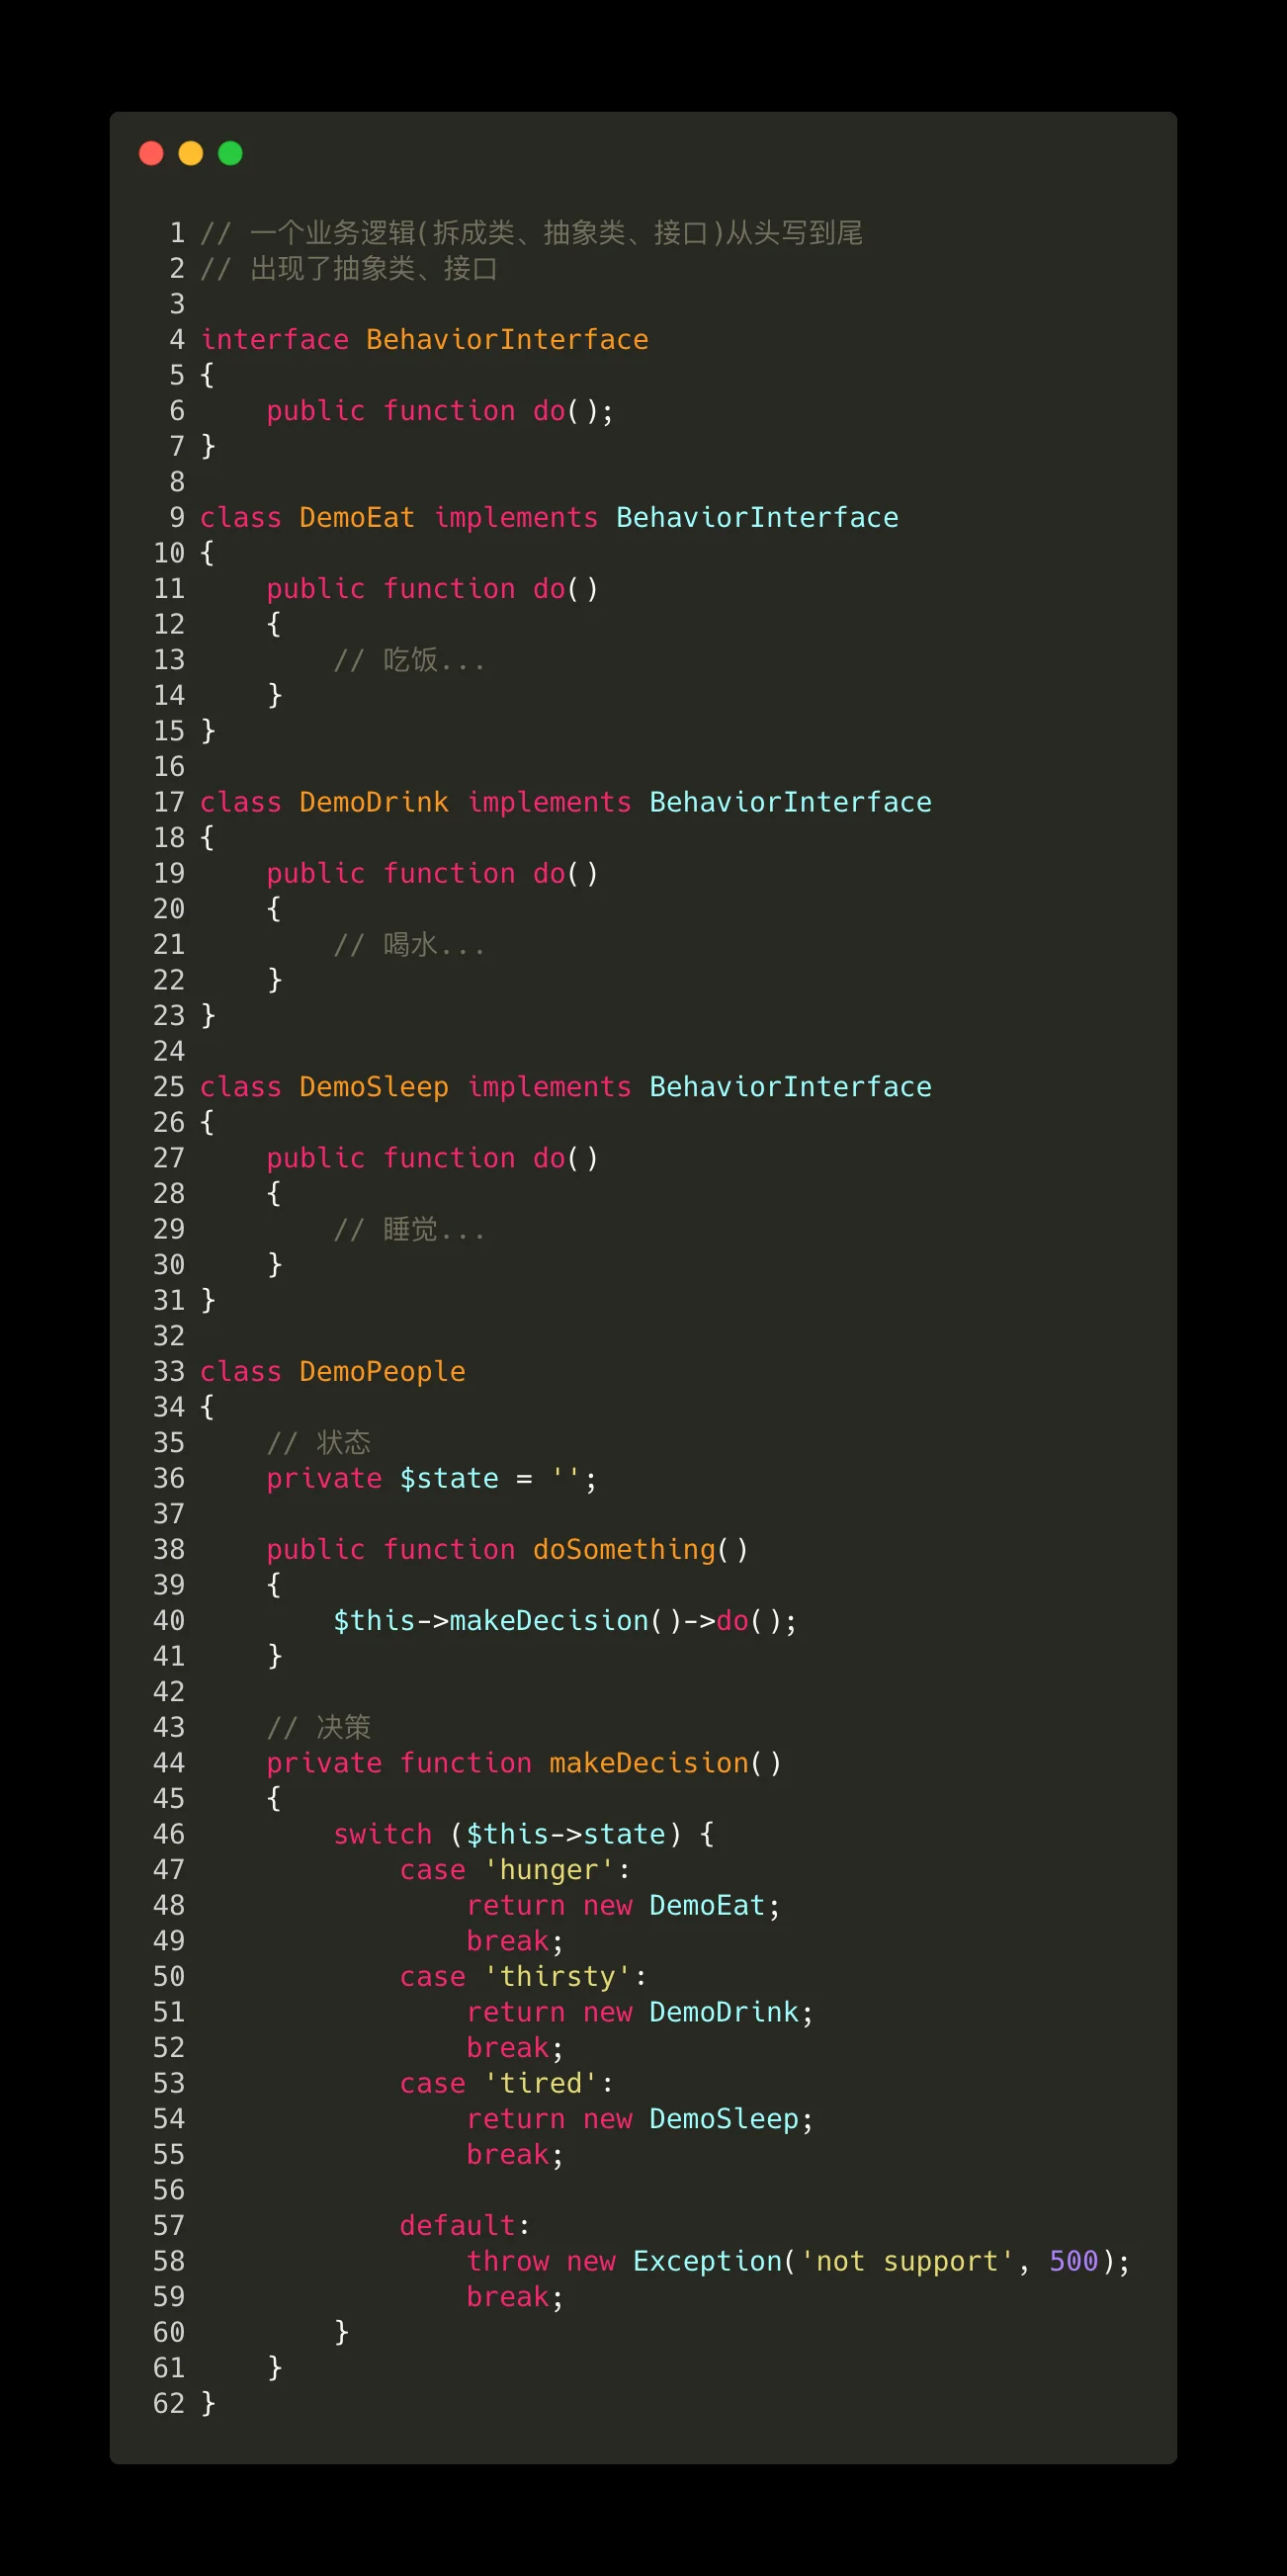 1 // 一个业务逻辑(拆成类、抽象类、接口)从头写到尾
2 // 出现了抽象类、接口
3
4 interface BehaviorInterface
5 {
6     public function do();
7 }
8
9 class DemoEat implements BehaviorInterface
10 {
11     public function do()
12     {
13         // 吃饭...
14     }
15 }
16
17 class DemoDrink implements BehaviorInterface
18 {
19     public function do()
20     {
21         // 喝水...
22     }
23 }
24
25 class DemoSleep implements BehaviorInterface
26 {
27     public function do()
28     {
29         // 睡觉...
30     }
31 }
32
33 class DemoPeople
34 {
35     // 状态
36     private $state = '';
37
38     public function doSomething()
39     {
40         $this->makeDecision()->do();
41     }
42
43     // 决策
44     private function makeDecision()
45     {
46         switch ($this->state) {
47             case 'hunger':
48                 return new DemoEat;
49                 break;
50             case 'thirsty':
51                 return new DemoDrink;
52                 break;
53             case 'tired':
54                 return new DemoSleep;
55                 break;
56
57             default:
58                 throw new Exception('not support', 500);
59                 break;
60         }
61     }
62 }